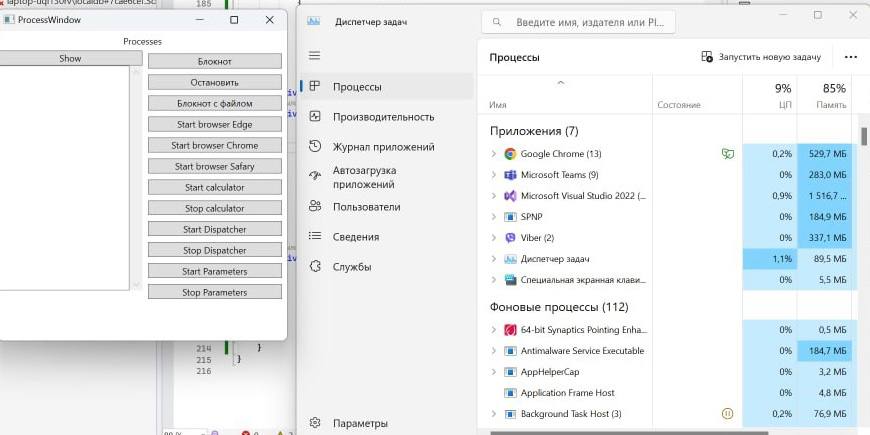 ProcessWindow
Processes
Show
Блокнот
Остановить
Блокнот с файлом
Start browser Edge
Start browser Chrome
Start browser Safary
Start calculator
Stop calculator
Start Dispatcher
Stop Dispatcher
Start Parameters
Stop Parameters
185
214
215
216
Диспетчер задач
Введите имя, издателя или PI...
Процессы
Производительность
Журнал приложений
Автозагрузка
приложений
Пользователи
Сведения
Службы
Параметры
Процессы
Запустить новую задачу
9% 85%
Имя Состояние ЦП Память
Приложения (7)
Google Chrome (13) 0,2% 529,7 МБ
Microsoft Teams (9) 0% 283,0 МБ
Microsoft Visual Studio 2022 (... 0,9% 1 516,7 ...
SPNP 0% 184,9 МБ
Viber (2) 0% 337,1 МБ
Диспетчер задач 1,1% 89,5 МБ
Специальная экранная клави... 0% 5,5 МБ
Фоновые процессы (112)
64-bit Synaptics Pointing Enha... 0% 0,5 МБ
Antimalware Service Executable 0% 184,7 МБ
AppHelperCap 0% 3,2 МБ
Application Frame Host 0% 4,8 МБ
Background Task Host (3) 0,2% 76,9 МБ